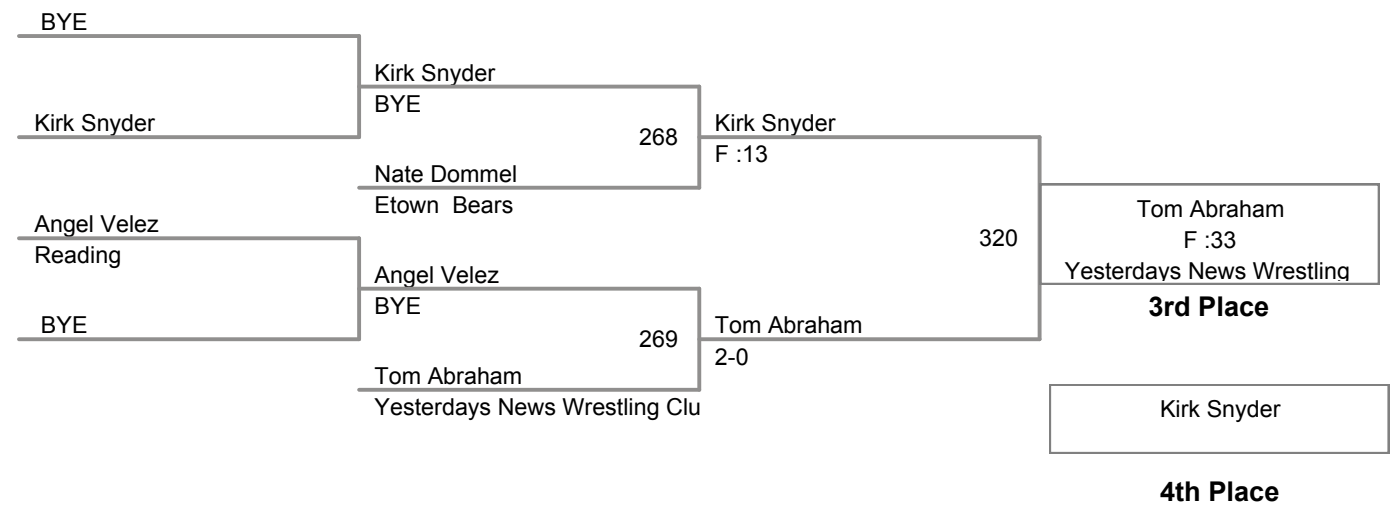 BYE
Kirk Snyder
BYE
Kirk Snyder
268
Kirk Snyder
F :13
Nate Dommel
Etown  Bears
Angel Velez
Reading
320
Tom Abraham
F :33
Yesterdays News Wrestling
3rd Place
Angel Velez
BYE
BYE
269
Tom Abraham
2-0
Tom Abraham
Yesterdays News Wrestling Clu
Kirk Snyder
4th Place